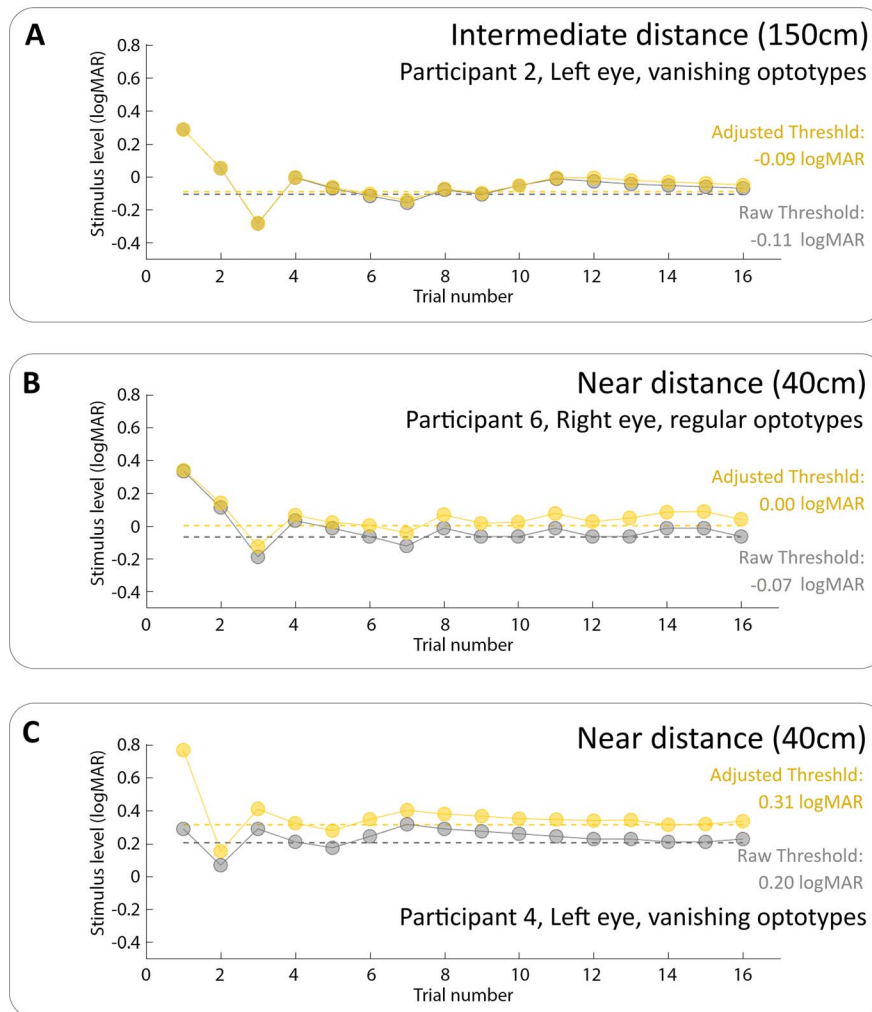 A
Intermediate distance (150cm)
Participant 2, Left eye, vanishing optotypes
Stimulus level (logMAR)
0.8
0.6
0.4
0.2
0
-0.2
-0.4
Adjusted Threshld:
-0.09 logMAR
Raw Threshold:
-0.11 logMAR
0 2 4 6 8 10 12 14 16
Trial number
B
Near distance (40cm)
Participant 6, Right eye, regular optotypes
Stimulus level (logMAR)
0.8
0.6
0.4
0.2
0
-0.2
-0.4
Adjusted Threshld:
0.00 logMAR
Raw Threshold:
-0.07 logMAR
0 2 4 6 8 10 12 14 16
Trial number
C
Near distance (40cm)
Stimulus level (logMAR)
0.8
0.6
0.4
0.2
0
-0.2
-0.4
Adjusted Threshld:
0.31 logMAR
Raw Threshold:
0.20 logMAR
Participant 4, Left eye, vanishing optotypes
0 2 4 6 8 10 12 14 16
Trial number